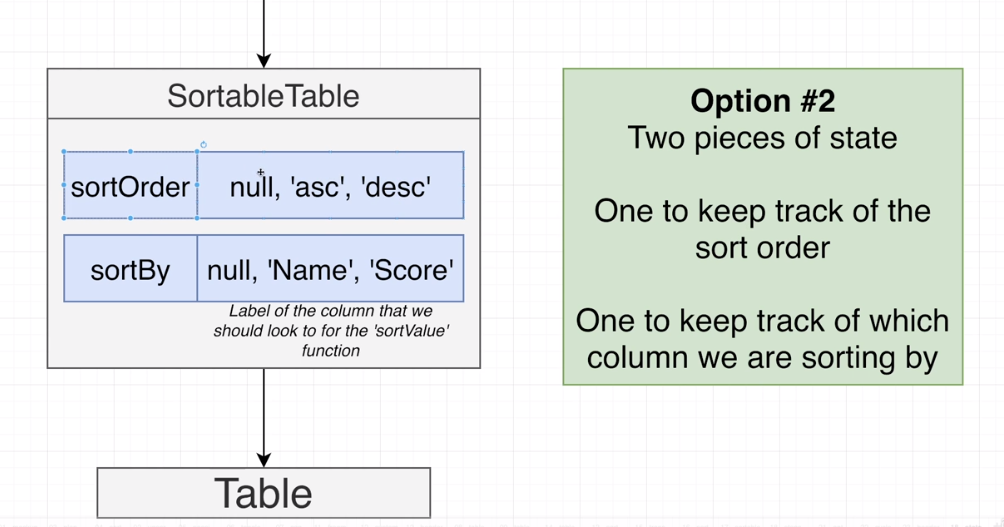 SortableTable
sortOrder
null, 'asc', 'desc'
sortBy
null, 'Name', 'Score'
Label of the column that we
should look to for the 'sortValue'
function
Table
Option #2
Two pieces of state
One to keep track of the
sort order
One to keep track of which
column we are sorting by